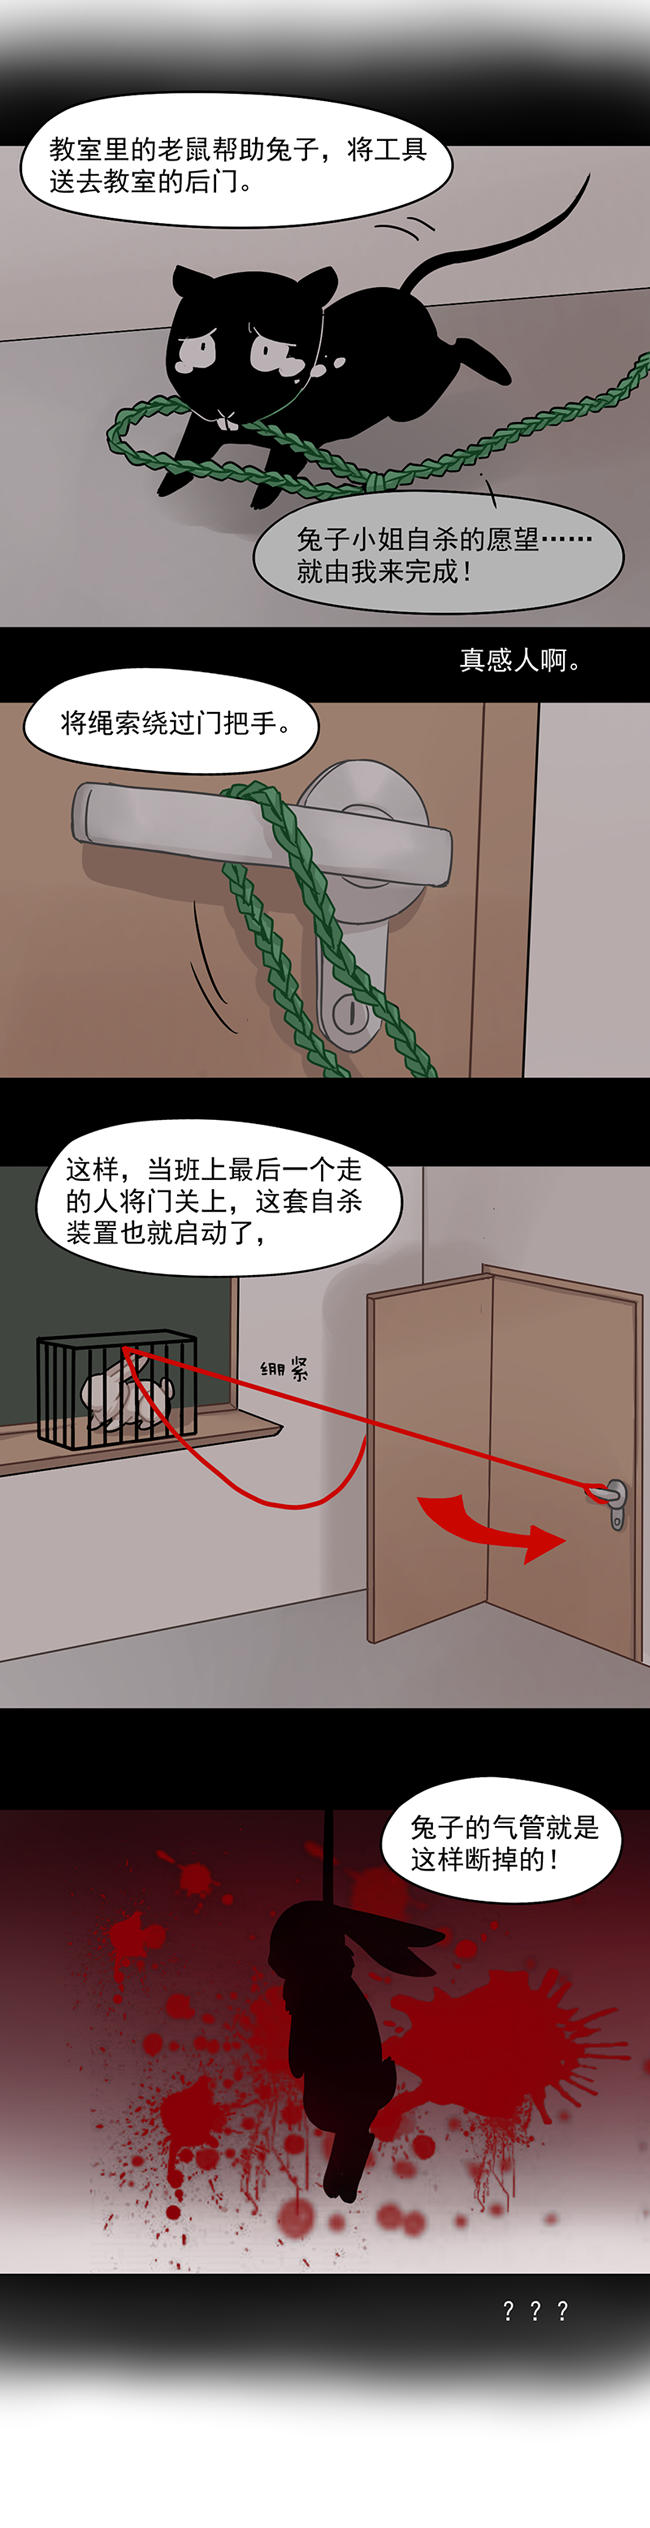 教室里的老鼠帮助兔子，将工具
送去教室的后门。
兔子小姐自杀的愿望……
就由我来完成！
真感人啊。
将绳索绕过门把手。
这样，当班上最后一个走
的人将门关上，这套自杀
装置也就启动了，
绷紧
兔子的气管就是
这样断掉的！
？？？